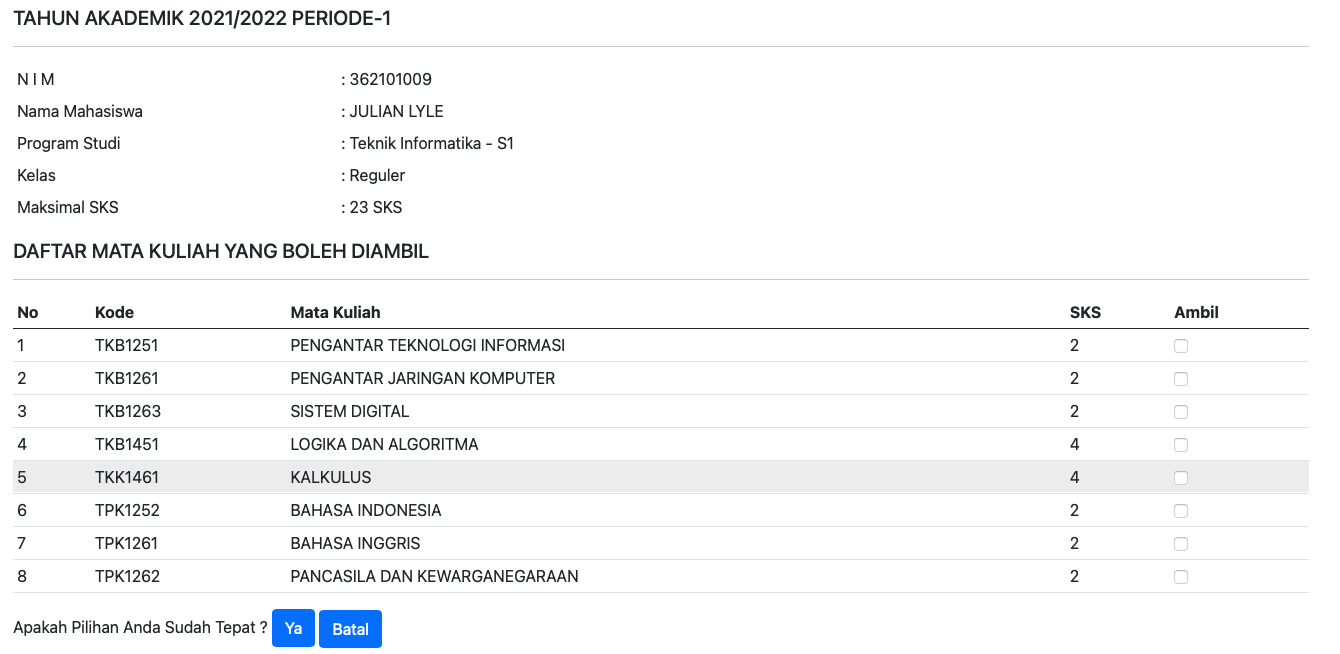 TAHUN AKADEMIK 2021/2022 PERIODE-1
N I M : 362101009
Nama Mahasiswa : JULIAN LYLE
Program Studi : Teknik Informatika - S1
Kelas : Reguler
Maksimal SKS : 23 SKS
DAFTAR MATA KULIAH YANG BOLEH DIAMBIL
No Kode Mata Kuliah SKS Ambil
1 TKB1251 PENGANTAR TEKNOLOGI INFORMASI 2
2 TKB1261 PENGANTAR JARINGAN KOMPUTER 2
3 TKB1263 SISTEM DIGITAL 2
4 TKB1451 LOGIKA DAN ALGORITMA 4
5 TKK1461 KALKULUS 4
6 TPK1252 BAHASA INDONESIA 2
7 TPK1261 BAHASA INGGRIS 2
8 TPK1262 PANCASILA DAN KEWARGANEGARAAN 2
Apakah Pilihan Anda Sudah Tepat ? Ya Batal